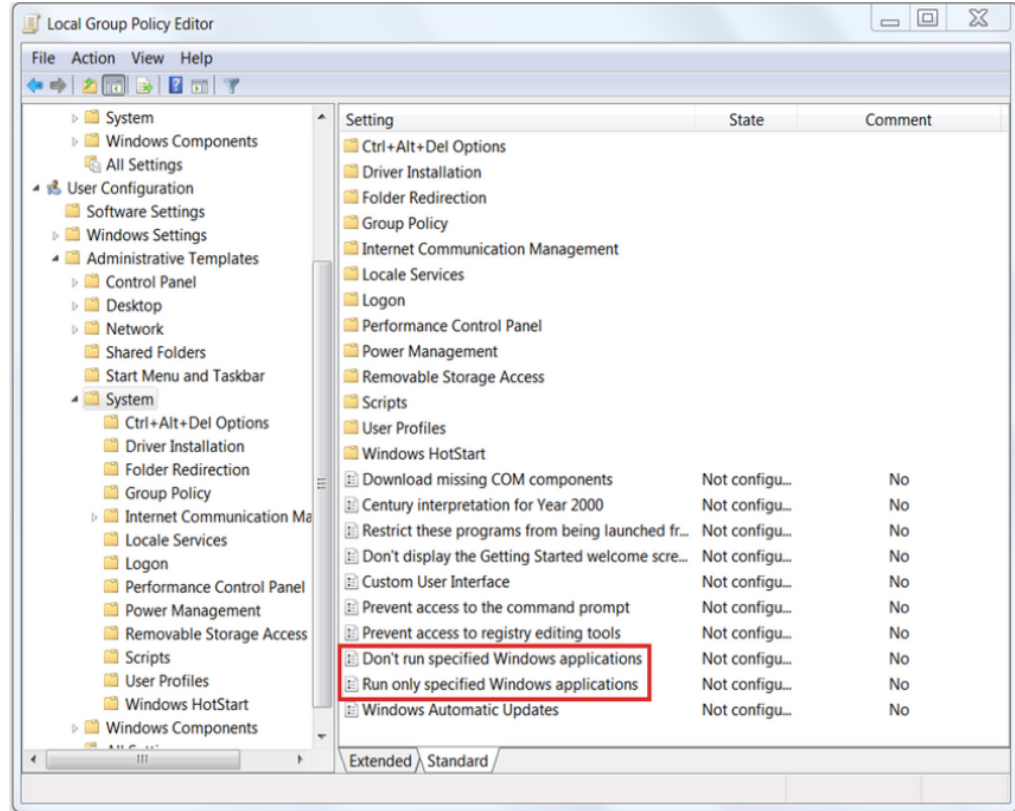 Local Group Policy Editor
File Action View Help
System
Windows Components
All Settings
User Configuration
Software Settings
Windows Settings
Administrative Templates
Control Panel
Desktop
Network
Shared Folders
Start Menu and Taskbar
System
Ctrl+Alt+Del Options
Driver Installation
Folder Redirection
Group Policy
Internet Communication Ma
Locale Services
Logon
Performance Control Panel
Power Management
Removable Storage Access
Scripts
User Profiles
Windows HotStart
Windows Components
Setting State Comment
Ctrl+Alt+Del Options
Driver Installation
Folder Redirection
Group Policy
Internet Communication Management
Locale Services
Logon
Performance Control Panel
Power Management
Removable Storage Access
Scripts
User Profiles
Windows HotStart
Download missing COM components Not configu... No
Century interpretation for Year 2000 Not configu... No
Restrict these programs from being launched fr... Not configu... No
Don't display the Getting Started welcome scre... Not configu... No
Custom User Interface Not configu... No
Prevent access to the command prompt Not configu... No
Prevent access to registry editing tools Not configu... No
Don't run specified Windows applications Not configu... No
Run only specified Windows applications Not configu... No
Windows Automatic Updates Not configu... No
Extended Standard